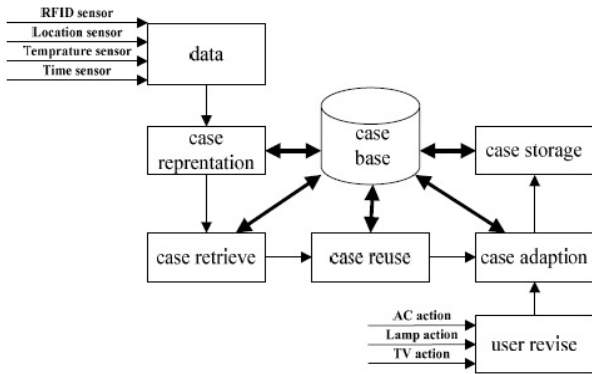 RFID sensor
Location sensor
Temprature sensor
Time sensor
data
case
reprentation
case
base
case storage
case retrieve
case reuse
case adaption
AC action
Lamp action
TV action
user revise